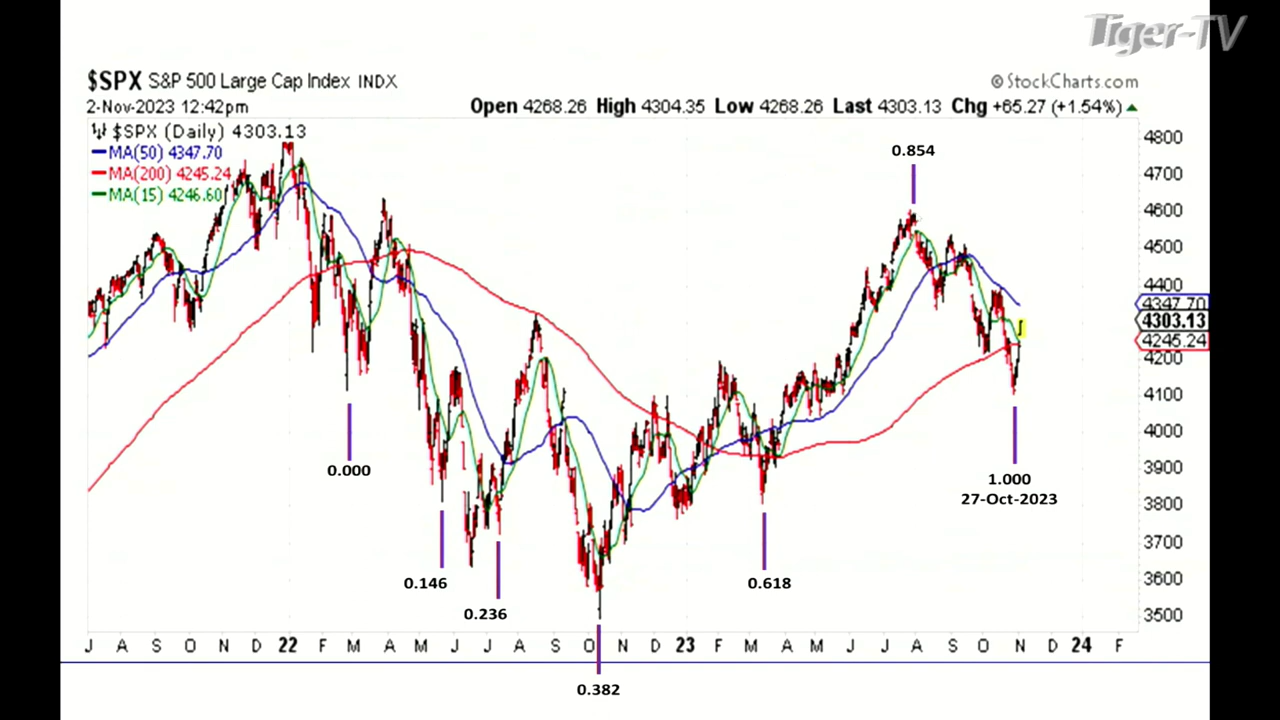 Tiger-TV
$SPX S&P 500 Large Cap Index INDX
© StockCharts.com
2-Nov-2023 12:42pm
Open 4268.26 High 4304.35 Low 4268.26 Last 4303.13 Chg +65.27 (+1.54%)
$SPX (Daily) 4303.13
MA(50) 4347.70
MA(200) 4245.24
MA(15) 4246.60
0.854
4800
4700
4600
4500
4400
4347.70
4303.13
4245.24
4200
4100
4000
3900
3800
3700
3600
3500
0.000
1.000
27-Oct-2023
0.146
0.618
0.236
J A S O N D 22 F M A M J J A S O N D 23 F M A M J J A S O N D 24 F
0.382